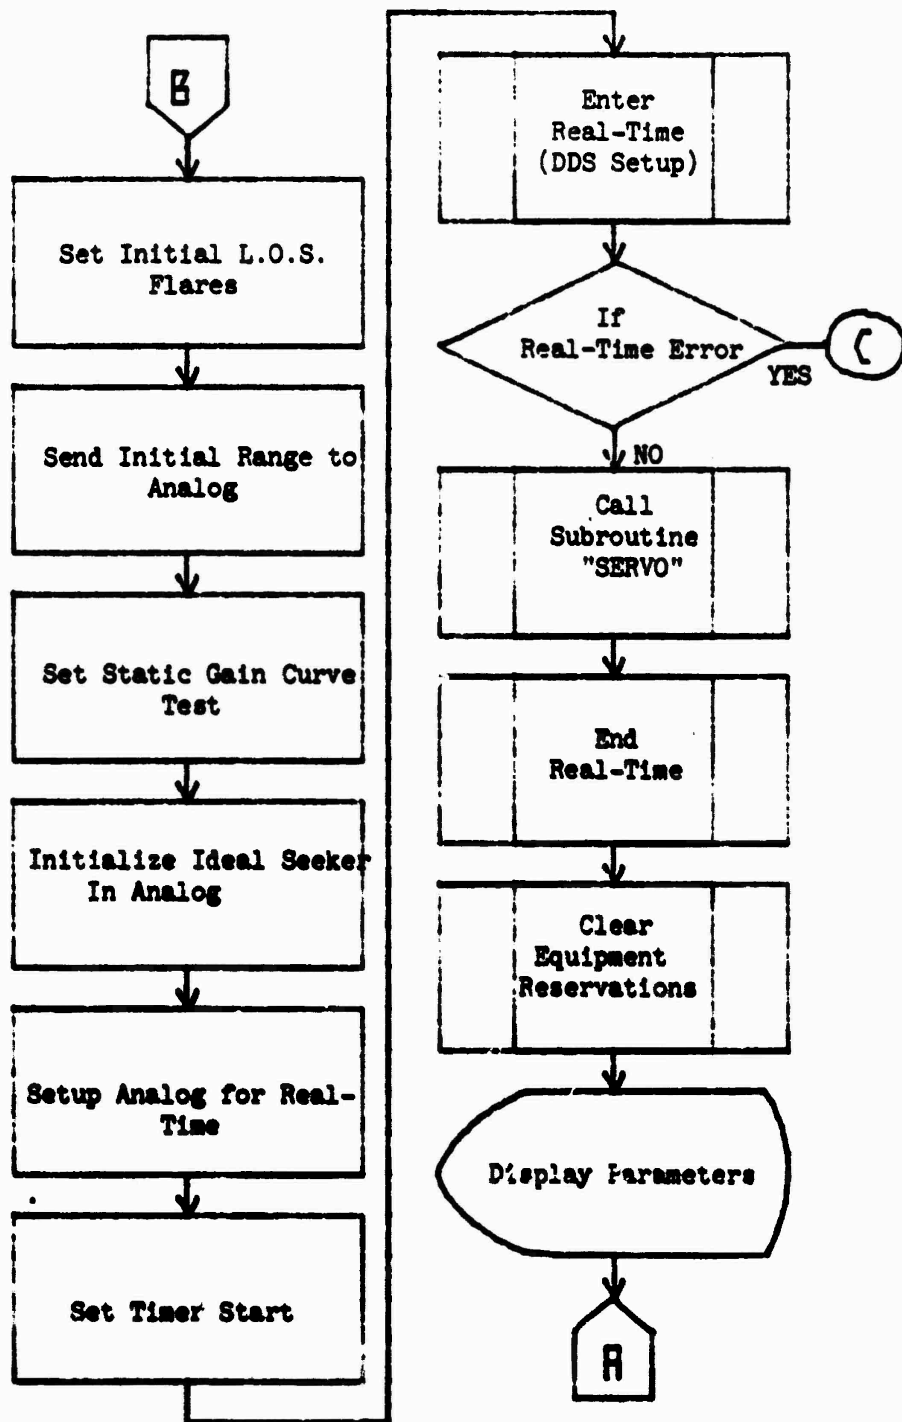 B
Set Initial L.O.S.
Flares
Send Initial Range to
Analog
Set Static Gain Curve
Test
Initialize Ideal Seeker
In Analog
Setup Analog for Real-
Time
Set Timer Start
Enter
Real-Time
(DDS Setup)
If
Real-Time Error
YES
C
NO
Call
Subroutine
"SERVO"
End
Real-Time
Clear
Equipment
Reservations
Display Parameters
A